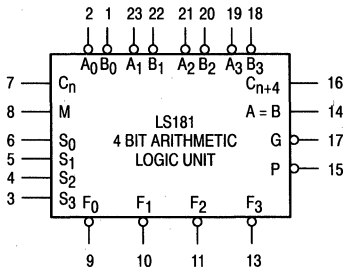 2 1 23 22 21 20 19 18
A0 B0 A1 B1 A2 B2 A3 B3
7 Cn Cn+4 16
8 M A = B 14
LS181
4 BIT ARITHMETIC
LOGIC UNIT
6 S0 G 17
5 S1
4 S2 P 15
3 S3 F0 F1 F2 F3
9 10 11 13